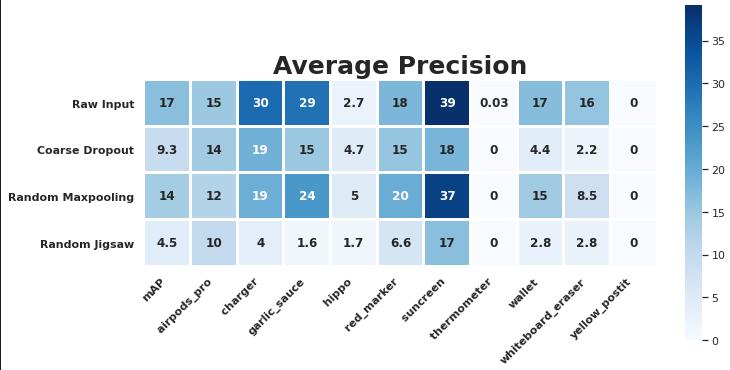 Average Precision
Raw Input 17 15 30 29 2.7 18 39 0.03 17 16 0
Coarse Dropout 9.3 14 19 15 4.7 15 18 0 4.4 2.2 0
Random Maxpooling 14 12 19 24 5 20 37 0 15 8.5 0
Random Jigsaw 4.5 10 4 1.6 1.7 6.6 17 0 2.8 2.8 0
mAP
airpods_pro
charger
garlic_sauce
hippo
red_marker
suncreen
thermometer
wallet
whiteboard_eraser
yellow_postit
35
30
25
20
15
10
5
0